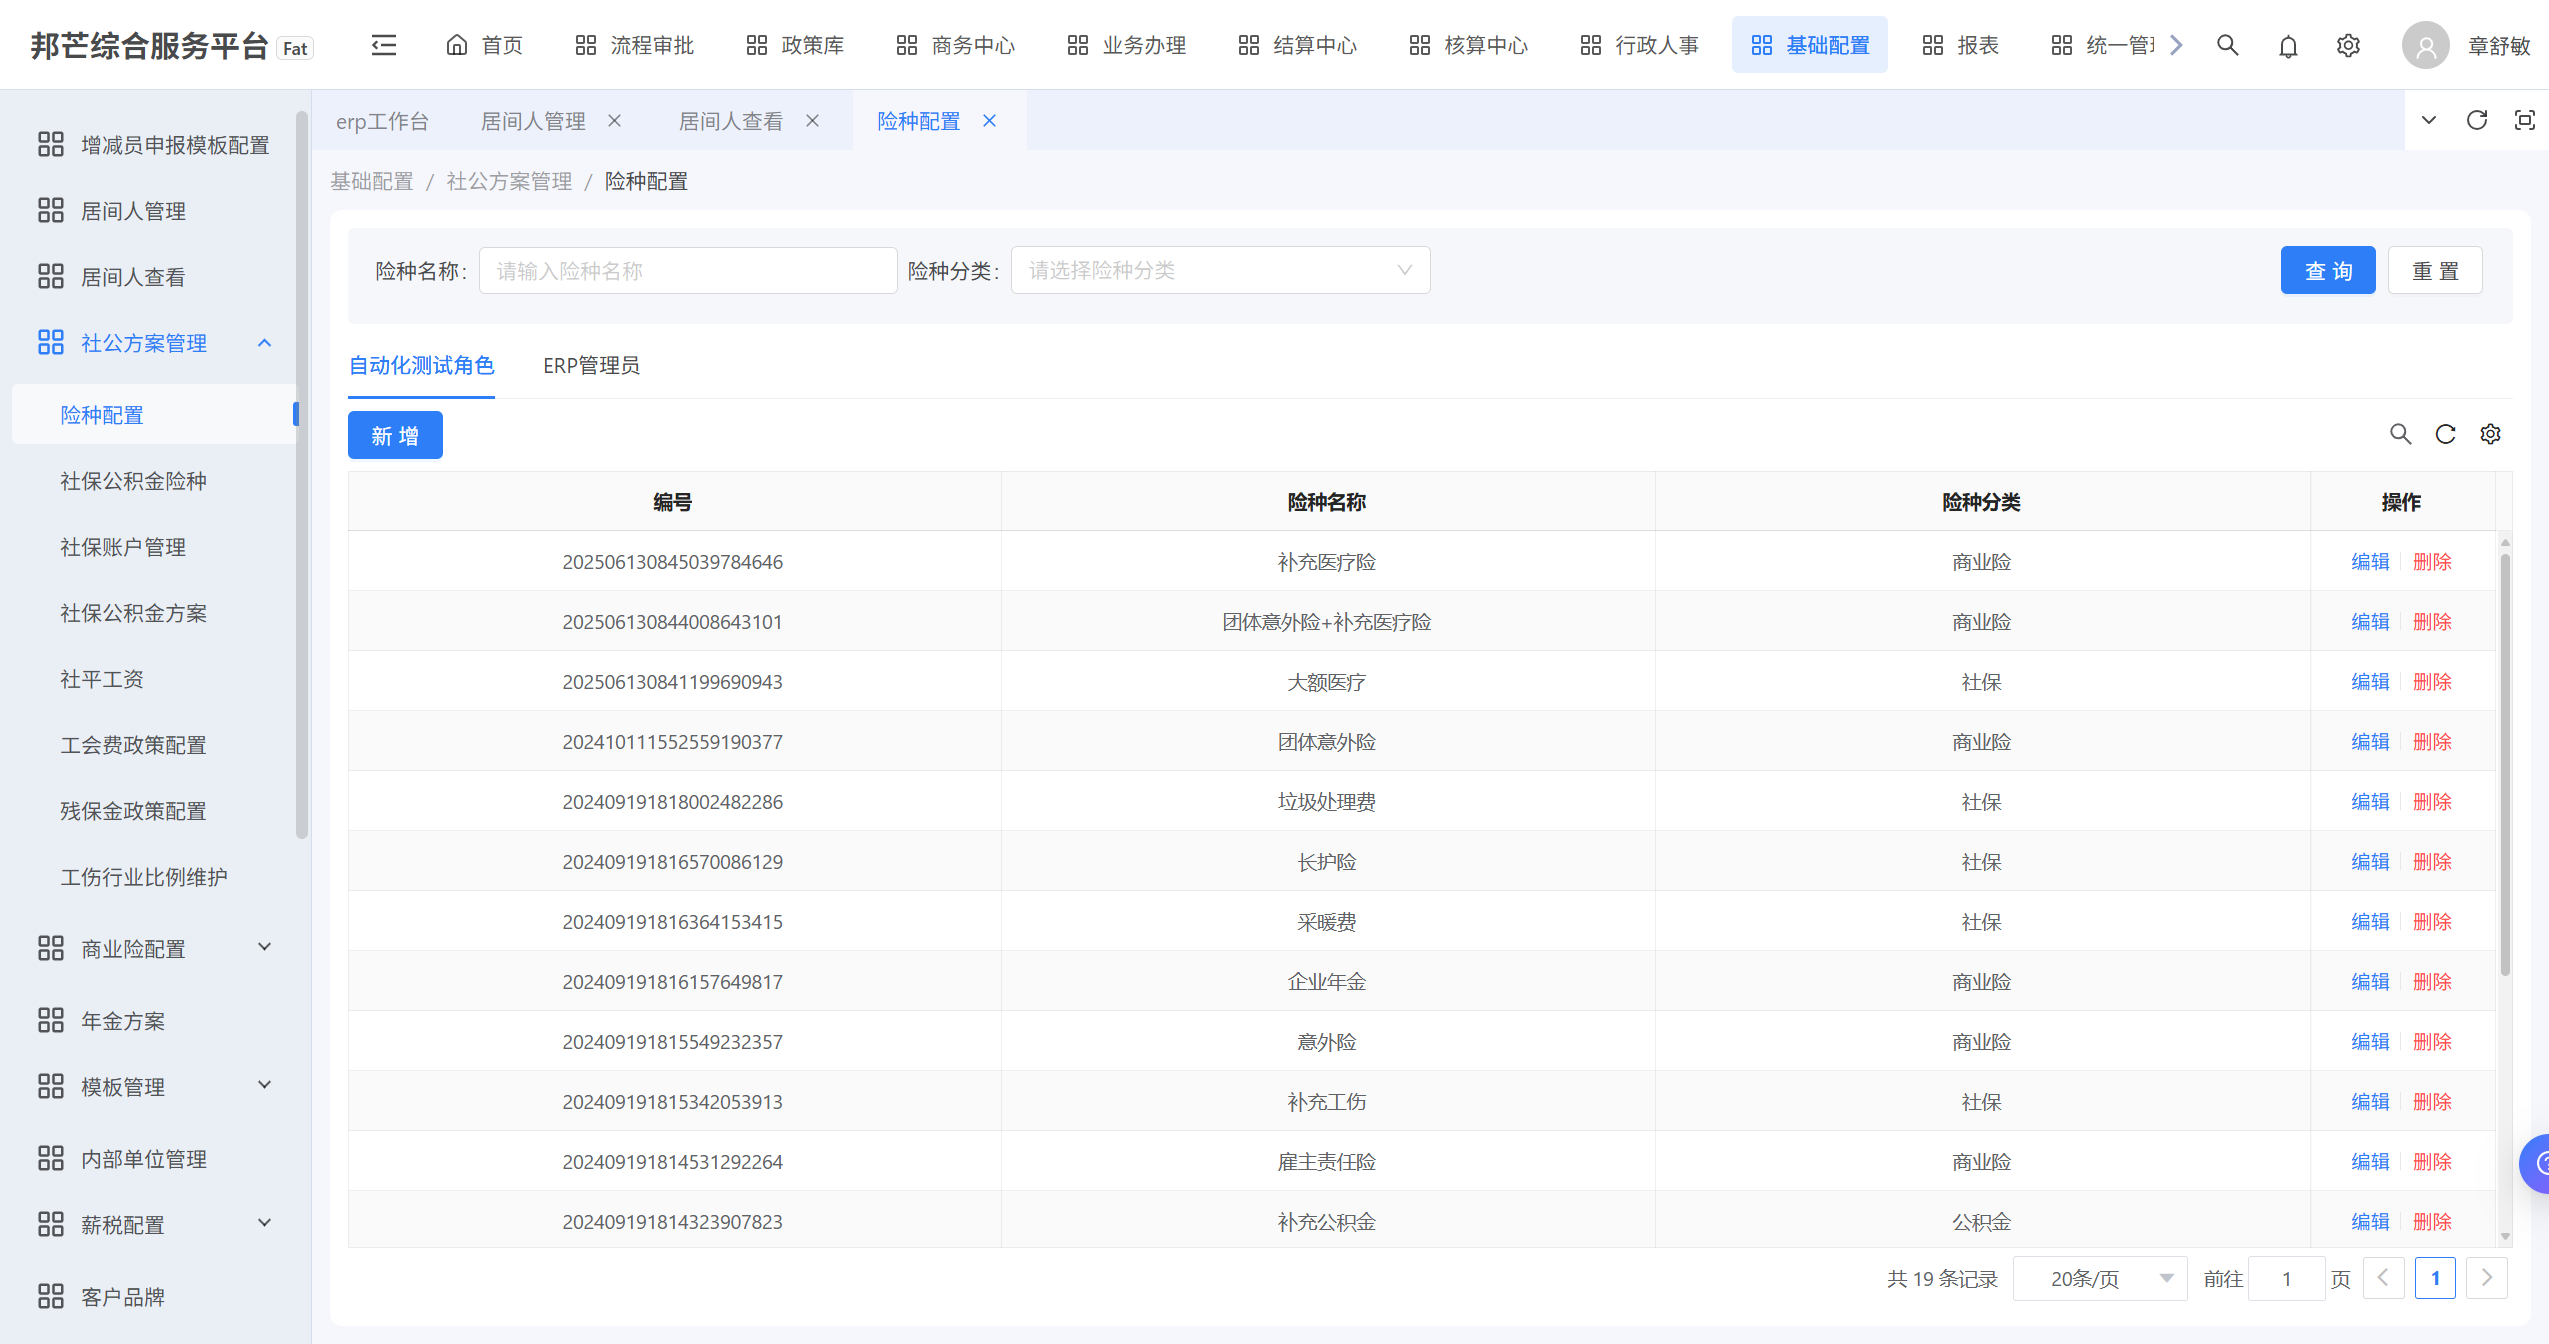 邦芒综合服务平台 Fat
首页 流程审批 政策库 商务中心 业务办理 结算中心 核算中心 行政人事 基础配置 报表 统一管
章舒敏
增减员申报模板配置
居间人管理
居间人查看
社公方案管理
险种配置
社保公积金险种
社保账户管理
社保公积金方案
社平工资
工会费政策配置
残保金政策配置
工伤行业比例维护
商业险配置
年金方案
模板管理
内部单位管理
薪税配置
客户品牌
erp工作台 居间人管理 居间人查看 险种配置
基础配置 / 社公方案管理 / 险种配置
险种名称: 请输入险种名称 险种分类: 请选择险种分类 查 询 重 置
自动化测试角色 ERP管理员
新 增
编号 险种名称 险种分类 操作
202506130845039784646 补充医疗险 商业险 编辑 删除
202506130844008643101 团体意外险+补充医疗险 商业险 编辑 删除
202506130841199690943 大额医疗 社保 编辑 删除
202410111552559190377 团体意外险 商业险 编辑 删除
202409191818002482286 垃圾处理费 社保 编辑 删除
202409191816570086129 长护险 社保 编辑 删除
202409191816364153415 采暖费 社保 编辑 删除
202409191816157649817 企业年金 商业险 编辑 删除
202409191815549232357 意外险 商业险 编辑 删除
202409191815342053913 补充工伤 社保 编辑 删除
202409191814531292264 雇主责任险 商业险 编辑 删除
202409191814323907823 补充公积金 公积金 编辑 删除
共 19 条记录 20条/页 前往 1 页 1